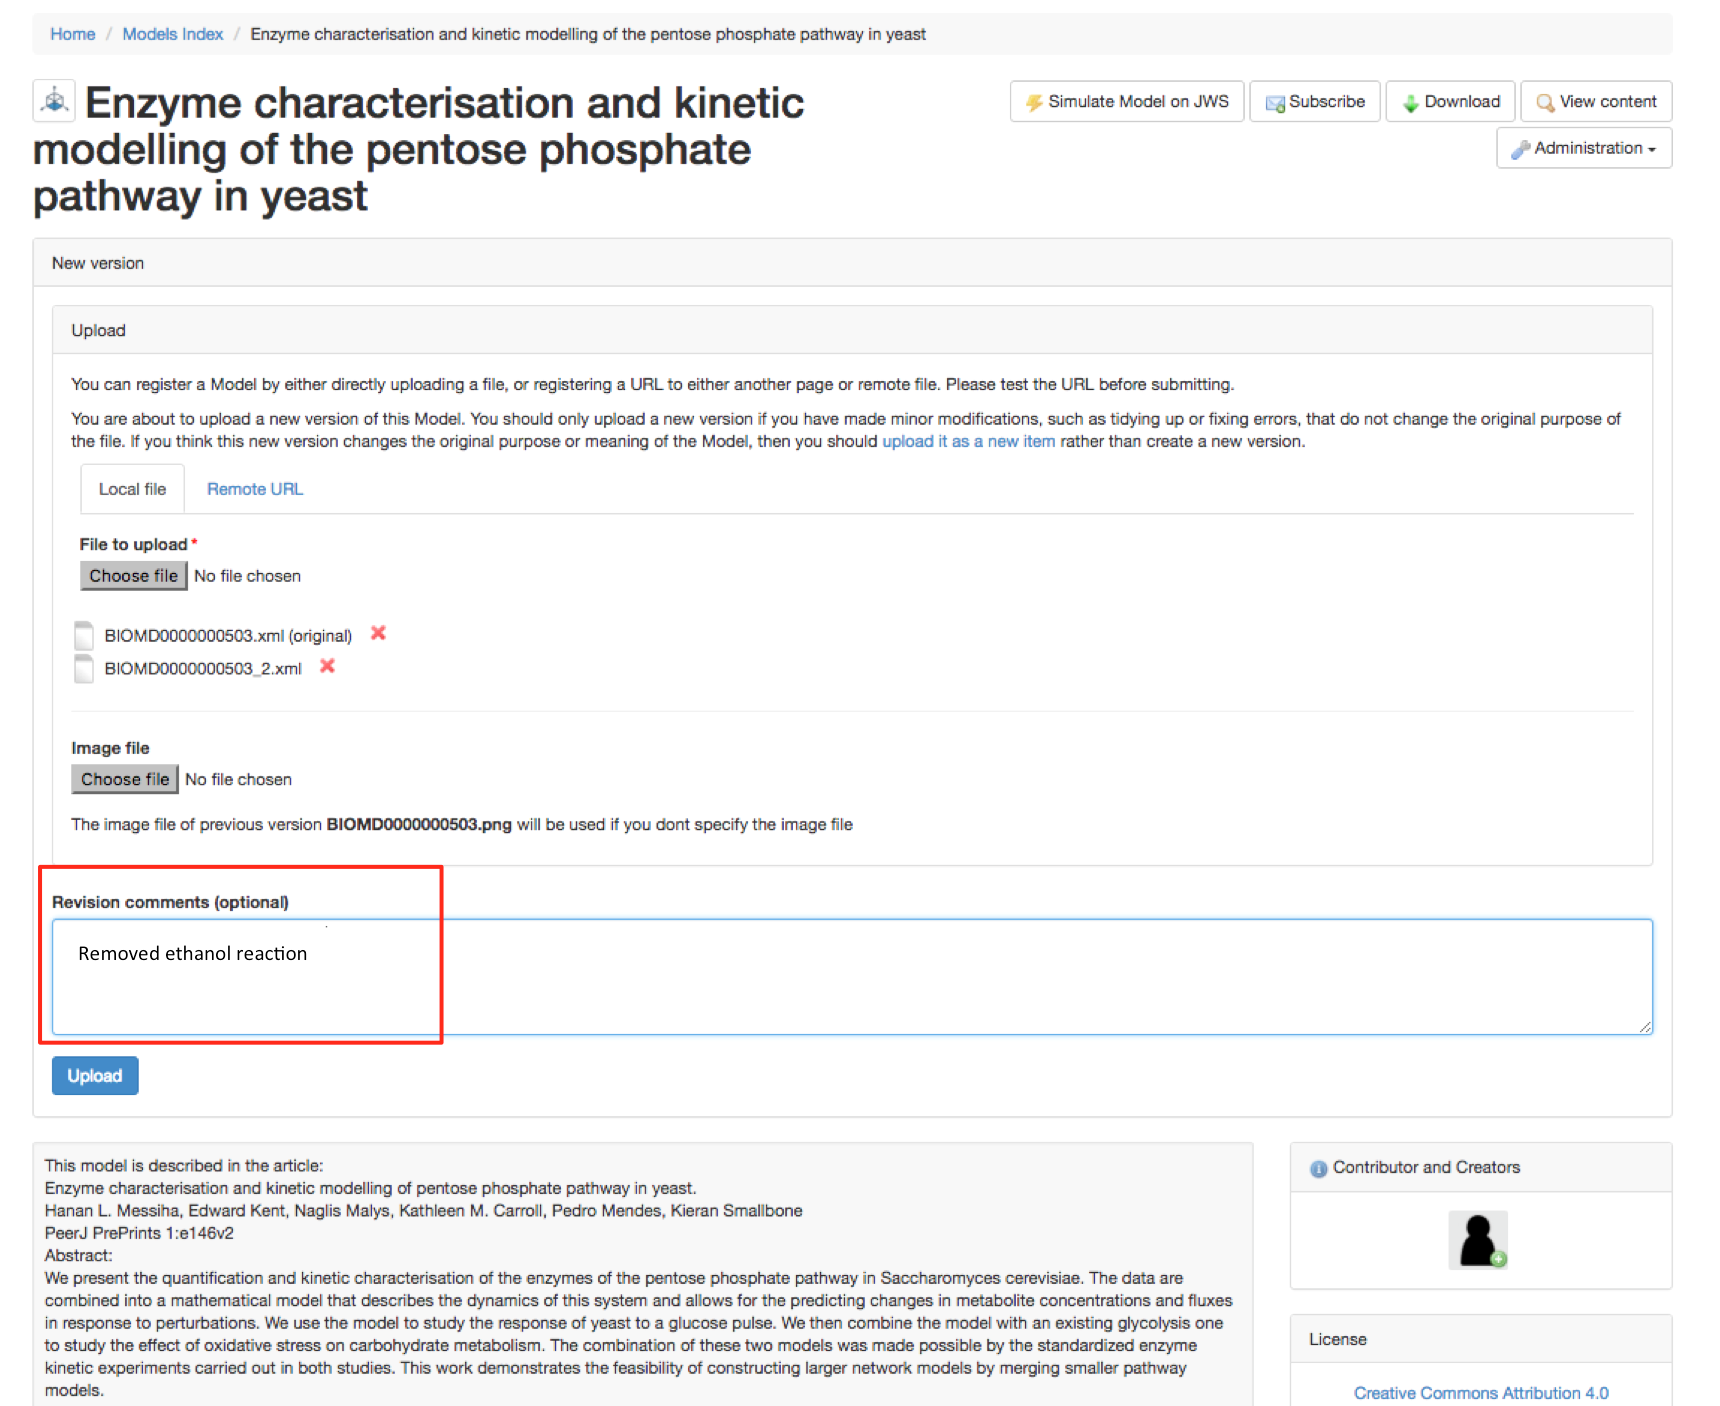 Home / Models Index / Enzyme characterisation and kinetic modelling of the pentose phosphate pathway in yeast
Enzyme characterisation and kinetic
modelling of the pentose phosphate
pathway in yeast
Simulate Model on JWS
Subscribe
Download
View content
Administration
New version
Upload
You can register a Model by either directly uploading a file, or registering a URL to either another page or remote file. Please test the URL before submitting.
You are about to upload a new version of this Model. You should only upload a new version if you have made minor modifications, such as tidying up or fixing errors, that do not change the original purpose of
the file. If you think this new version changes the original purpose or meaning of the Model, then you should upload it as a new item rather than create a new version.
Local file
Remote URL
File to upload *
Choose file No file chosen
BIOMD0000000503.xml (original)
BIOMD0000000503_2.xml
Image file
Choose file No file chosen
The image file of previous version BIOMD0000000503.png will be used if you dont specify the image file
Revision comments (optional)
Removed ethanol reaction
Upload
This model is described in the article:
Enzyme characterisation and kinetic modelling of pentose phosphate pathway in yeast.
Hanan L. Messiha, Edward Kent, Naglis Malys, Kathleen M. Carroll, Pedro Mendes, Kieran Smallbone
PeerJ PrePrints 1:e146v2
Abstract:
We present the quantification and kinetic characterisation of the enzymes of the pentose phosphate pathway in Saccharomyces cerevisiae. The data are
combined into a mathematical model that describes the dynamics of this system and allows for the predicting changes in metabolite concentrations and fluxes
in response to perturbations. We use the model to study the response of yeast to a glucose pulse. We then combine the model with an existing glycolysis one
to study the effect of oxidative stress on carbohydrate metabolism. The combination of these two models was made possible by the standardized enzyme
kinetic experiments carried out in both studies. This work demonstrates the feasibility of constructing larger network models by merging smaller pathway
models.
Contributor and Creators
License
Creative Commons Attribution 4.0